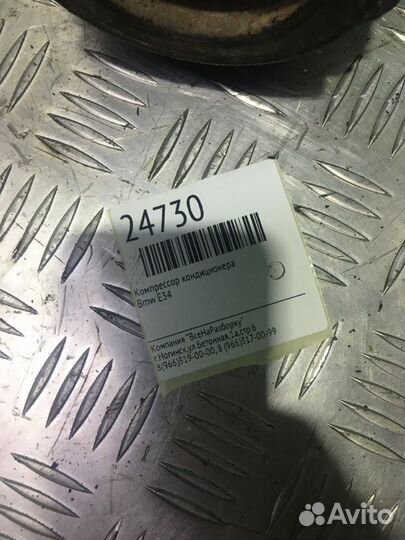 24730
Компрессор кондиционера
Bmw E34
Компания "ВсеНаРазборку"
г.Ногинск,ул.Бетонная,1а,стр.6
8(966)319-00-00, 8 (965)317-00-99
Avito